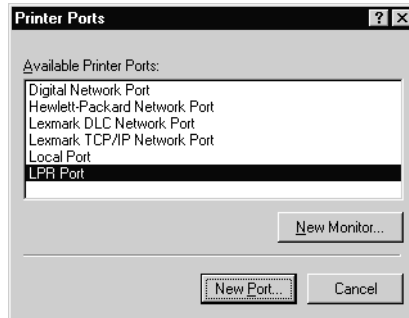 Printer Ports
Available Printer Ports:
Digital Network Port
Hewlett-Packard Network Port
Lexmark DLC Network Port
Lexmark TCP/IP Network Port
Local Port
LPR Port
New Monitor...
New Port...
Cancel